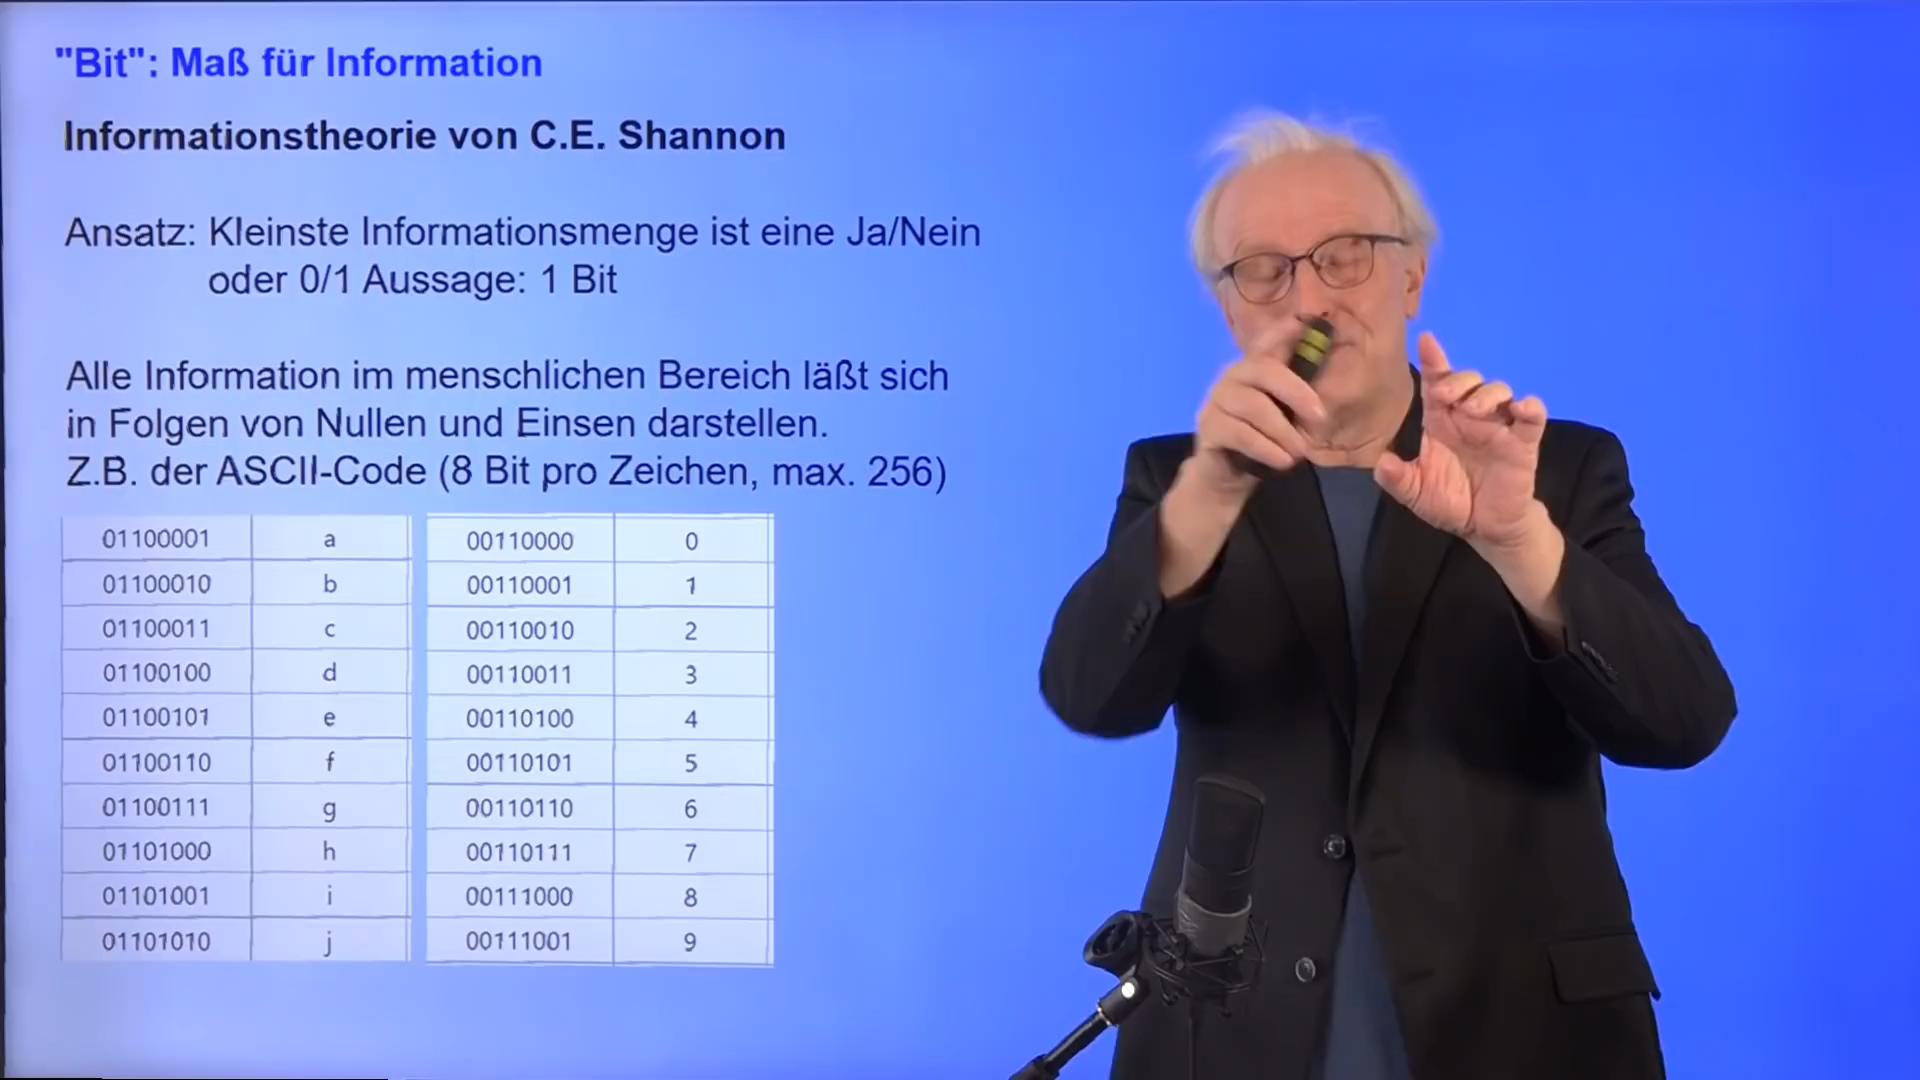 "Bit": Maß für Information
Informationstheorie von C.E. Shannon
Ansatz: Kleinste Informationsmenge ist eine Ja/Nein
oder 0/1 Aussage: 1 Bit
Alle Information im menschlichen Bereich läßt sich
in Folgen von Nullen und Einsen darstellen.
Z.B. der ASCII-Code (8 Bit pro Zeichen, max. 256)
01100001 a 00110000 0
01100010 b 00110001 1
01100011 c 00110010 2
01100100 d 00110011 3
01100101 e 00110100 4
01100110 f 00110101 5
01100111 g 00110110 6
01101000 h 00110111 7
01101001 i 00111000 8
01101010 j 00111001 9